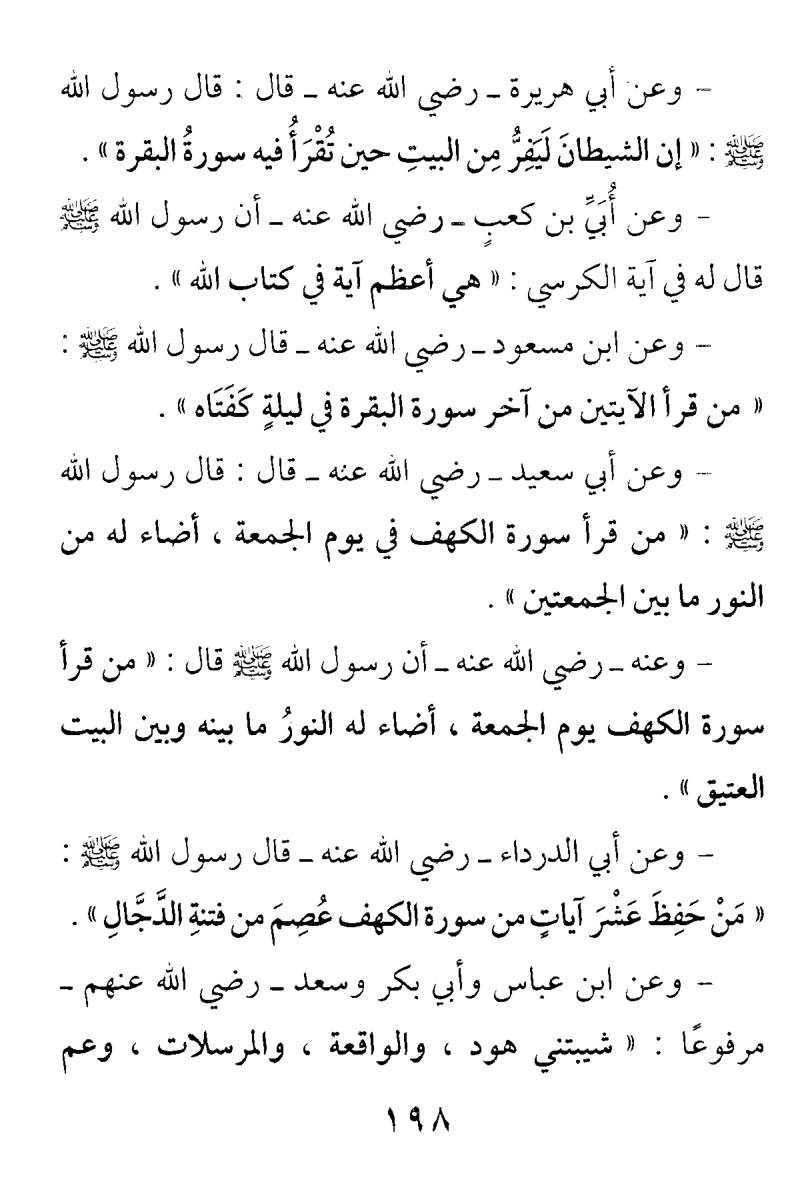 – وعن أبي هريرة ـ رضي الله عنه ـ قال : قال رسول الله
ﷺ : « إن الشيطانَ لَيَفِرُّ مِن البيتِ حين تُقْرَأُ فيه سورةُ البقرة » .
– وعن أُبَيِّ بن كعبٍ ـ رضي الله عنه ـ أن رسول الله ﷺ
قال له في آية الكرسي : « هي أعظم آية في كتاب الله » .
– وعن ابن مسعود ـ رضي الله عنه ـ قال رسول الله ﷺ :
« من قرأ الآيتين من آخر سورة البقرة في ليلةٍ كَفَتَاه » .
– وعن أبي سعيد ـ رضي الله عنه ـ قال : قال رسول الله
ﷺ : « من قرأ سورة الكهف في يوم الجمعة ، أضاء له من
النور ما بين الجمعتين » .
– وعنه ـ رضي الله عنه ـ أن رسول الله ﷺ قال : « من قرأ
سورة الكهف يوم الجمعة ، أضاء له النورُ ما بينه وبين البيت
العتيق » .
– وعن أبي الدرداء ـ رضي الله عنه ـ قال رسول الله ﷺ :
« مَنْ حَفِظَ عَشْرَ آياتٍ من سورة الكهف عُصِمَ من فتنةِ الدَّجَّالِ » .
– وعن ابن عباس وأبي بكر وسعد ـ رضي الله عنهم ـ
مرفوعًا : « شيبتني هود ، والواقعة ، والمرسلات ، وعم
١٩٨